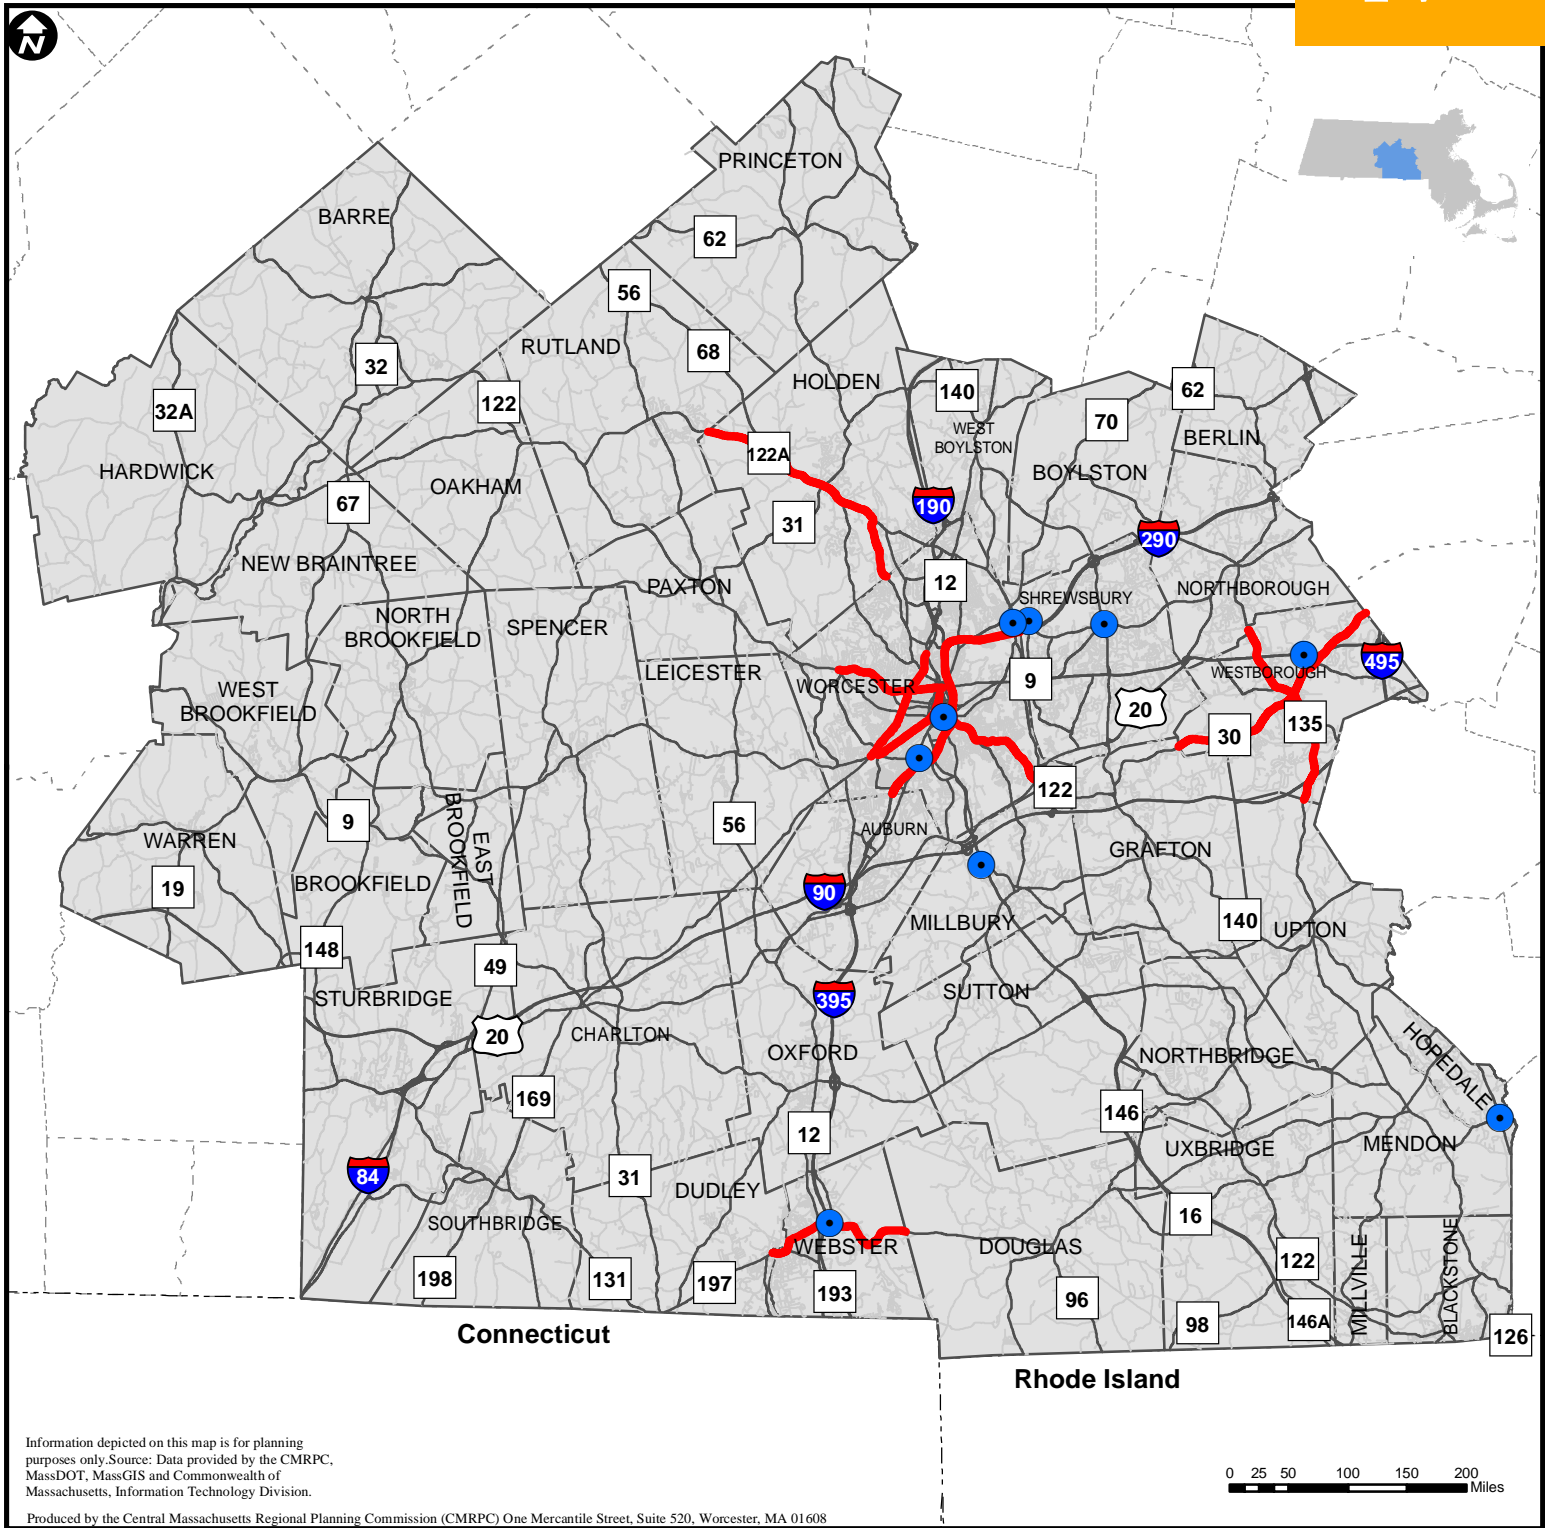 N
PRINCETON
BARRE
62
56
RUTLAND
68
32
HOLDEN
140
62
32A
122
70
WEST
BOYLSTON
BERLIN
122A
HARDWICK
BOYLSTON
OAKHAM
67
190
31
290
NEW BRAINTREE
12
PAXTON
NORTHBOROUGH
SHREWSBURY
NORTH
BROOKFIELD
SPENCER
495
LEICESTER
WORCESTER
9
WESTBOROUGH
WEST
BROOKFIELD
20
135
30
122
9
56
EAST
BROOKFIELD
AUBURN
WARREN
GRAFTON
19
BROOKFIELD
90
MILLBURY
140
UPTON
148
49
STURBRIDGE
395
SUTTON
20
CHARLTON
OXFORD
NORTHBRIDGE
HOPEDALE
169
146
12
UXBRIDGE
MENDON
84
31
DUDLEY
16
SOUTHBRIDGE
WEBSTER
DOUGLAS
122
MILLVILLE
BLACKSTONE
198
131
197
193
96
98
146A
126
Connecticut
Rhode Island
Information depicted on this map is for planning
purposes only.Source: Data provided by the CMRPC,
MassDOT, MassGIS and Commonwealth of
Massachusetts, Information Technology Division.
0 25 50 100 150 200
Miles
Produced by the Central Massachusetts Regional Planning Commission (CMRPC) One Mercantile Street, Suite 520, Worcester, MA 01608